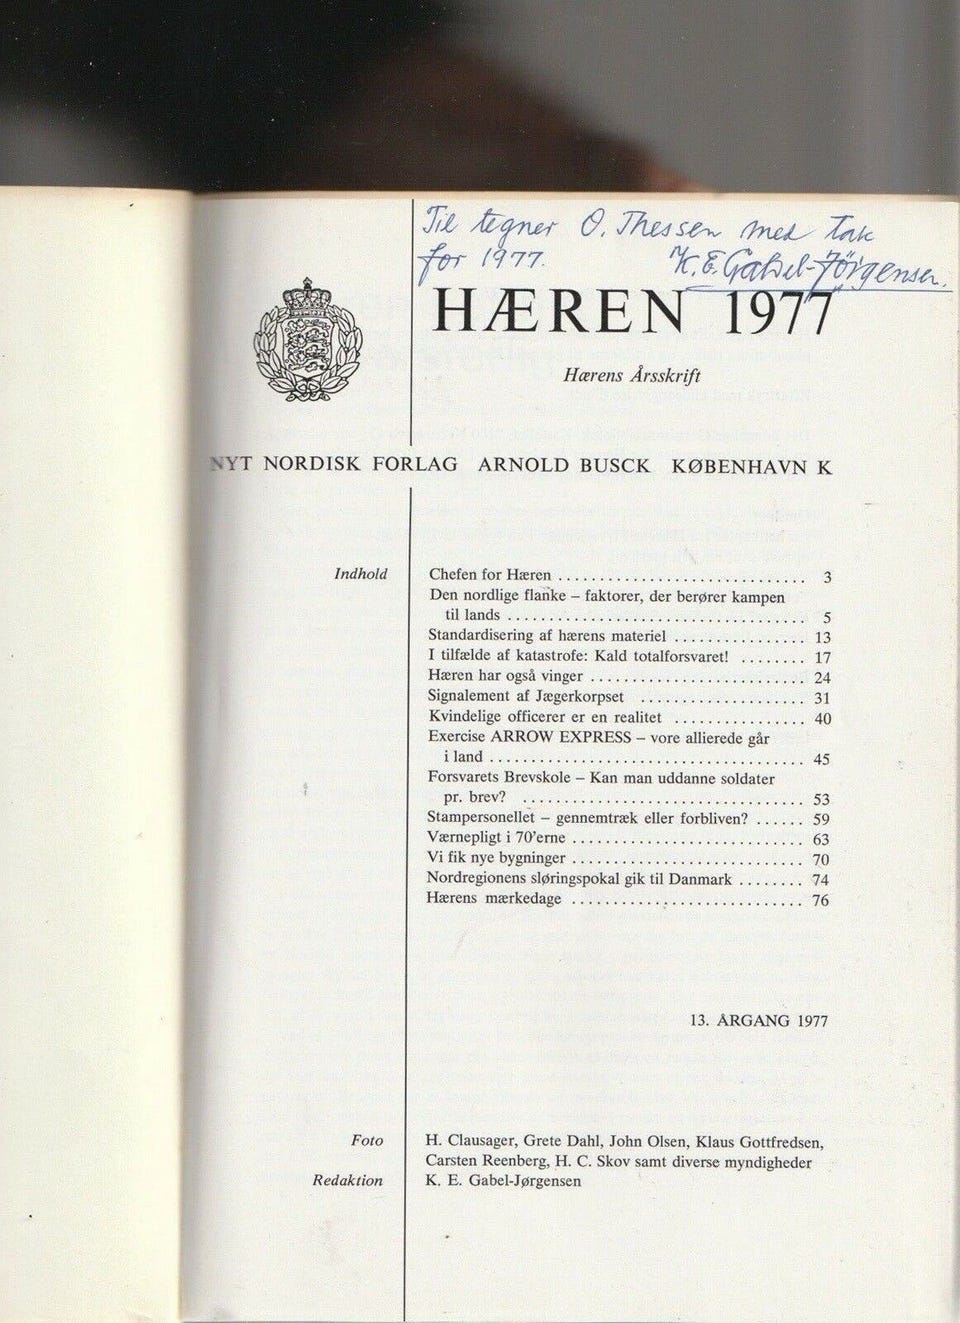 Til tegner O. Thessen med tak
for 1977. K. E. Gabel-Jørgensen.
HÆREN 1977
Hærens Årsskrift
NYT NORDISK FORLAG ARNOLD BUSCK KØBENHAVN K
Indhold
Chefen for Hæren .............................. 3
Den nordlige flanke – faktorer, der berører kampen
til lands .................................... 5
Standardisering af hærens materiel ................ 13
I tilfælde af katastrofe: Kald totalforsvaret! ........ 17
Hæren har også vinger .......................... 24
Signalement af Jægerkorpset .................... 31
Kvindelige officerer er en realitet ................ 40
Exercise ARROW EXPRESS – vore allierede går
i land ...................................... 45
Forsvarets Brevskole – Kan man uddanne soldater
pr. brev? .................................. 53
Stampersonellet – gennemtræk eller forbliven? ...... 59
Værnepligt i 70'erne ............................ 63
Vi fik nye bygninger ............................ 70
Nordregionens sløringspokal gik til Danmark ........ 74
Hærens mærkedage ............................ 76
13. ÅRGANG 1977
Foto H. Clausager, Grete Dahl, John Olsen, Klaus Gottfredsen,
Carsten Reenberg, H. C. Skov samt diverse myndigheder
Redaktion K. E. Gabel-Jørgensen